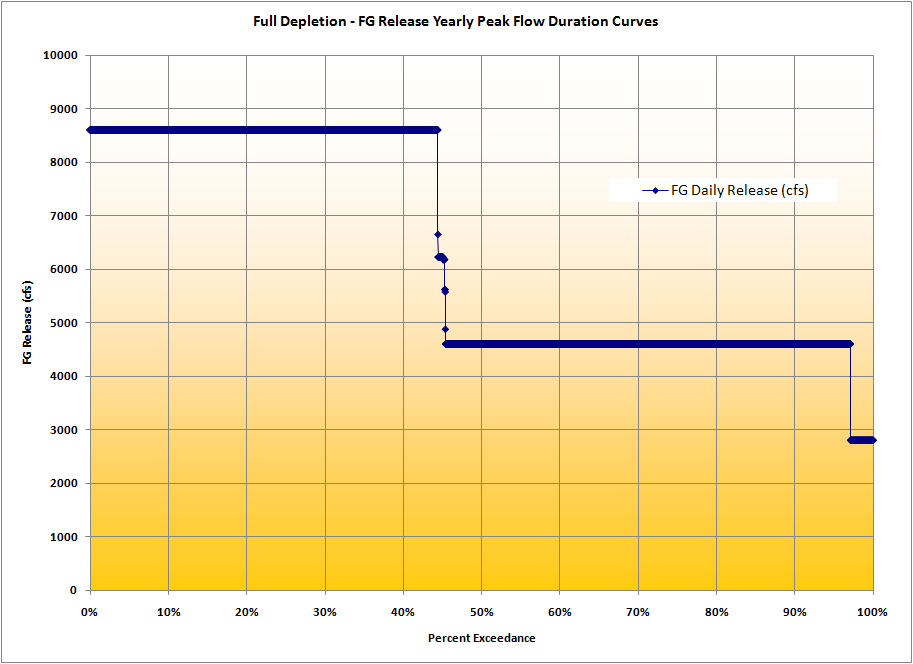 Full Depletion - FG Release Yearly Peak Flow Duration Curves
10000
9000
8000
7000
6000
5000
4000
3000
2000
1000
0
FG Release (cfs)
FG Daily Release (cfs)
0% 10% 20% 30% 40% 50% 60% 70% 80% 90% 100%
Percent Exceedance